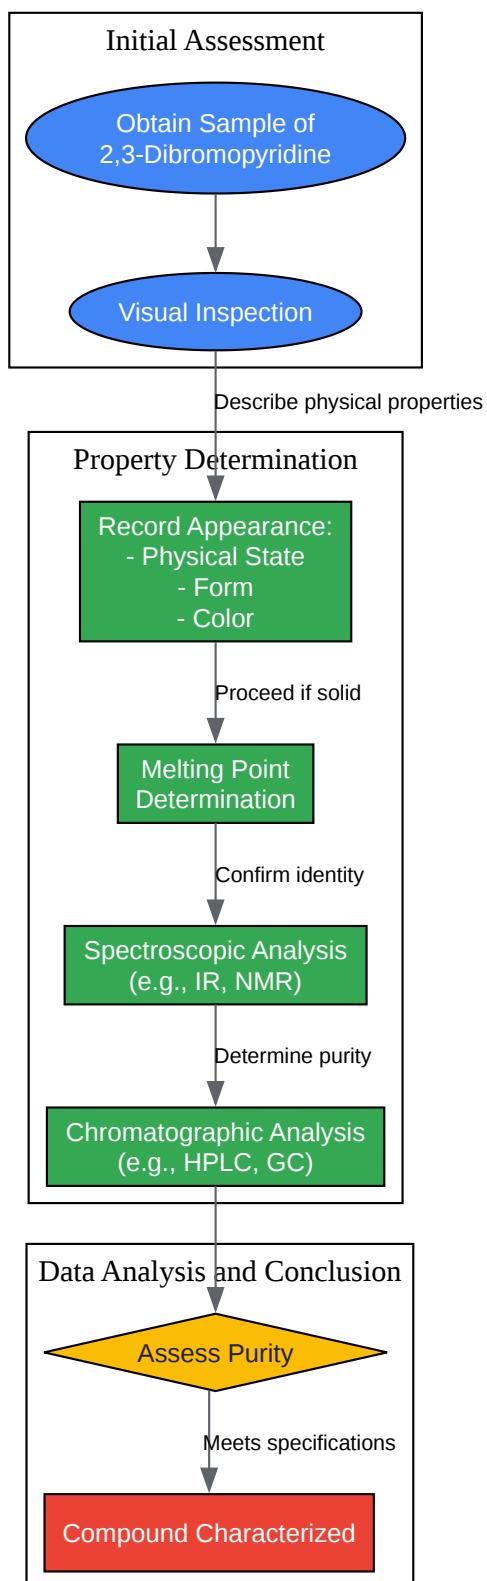 Initial Assessment
Obtain Sample of
2,3-Dibromopyridine
Visual Inspection
Describe physical properties
Property Determination
Record Appearance:
- Physical State
- Form
- Color
Proceed if solid
Melting Point
Determination
Confirm identity
Spectroscopic Analysis
(e.g., IR, NMR)
Determine purity
Chromatographic Analysis
(e.g., HPLC, GC)
Data Analysis and Conclusion
Assess Purity
Meets specifications
Compound Characterized